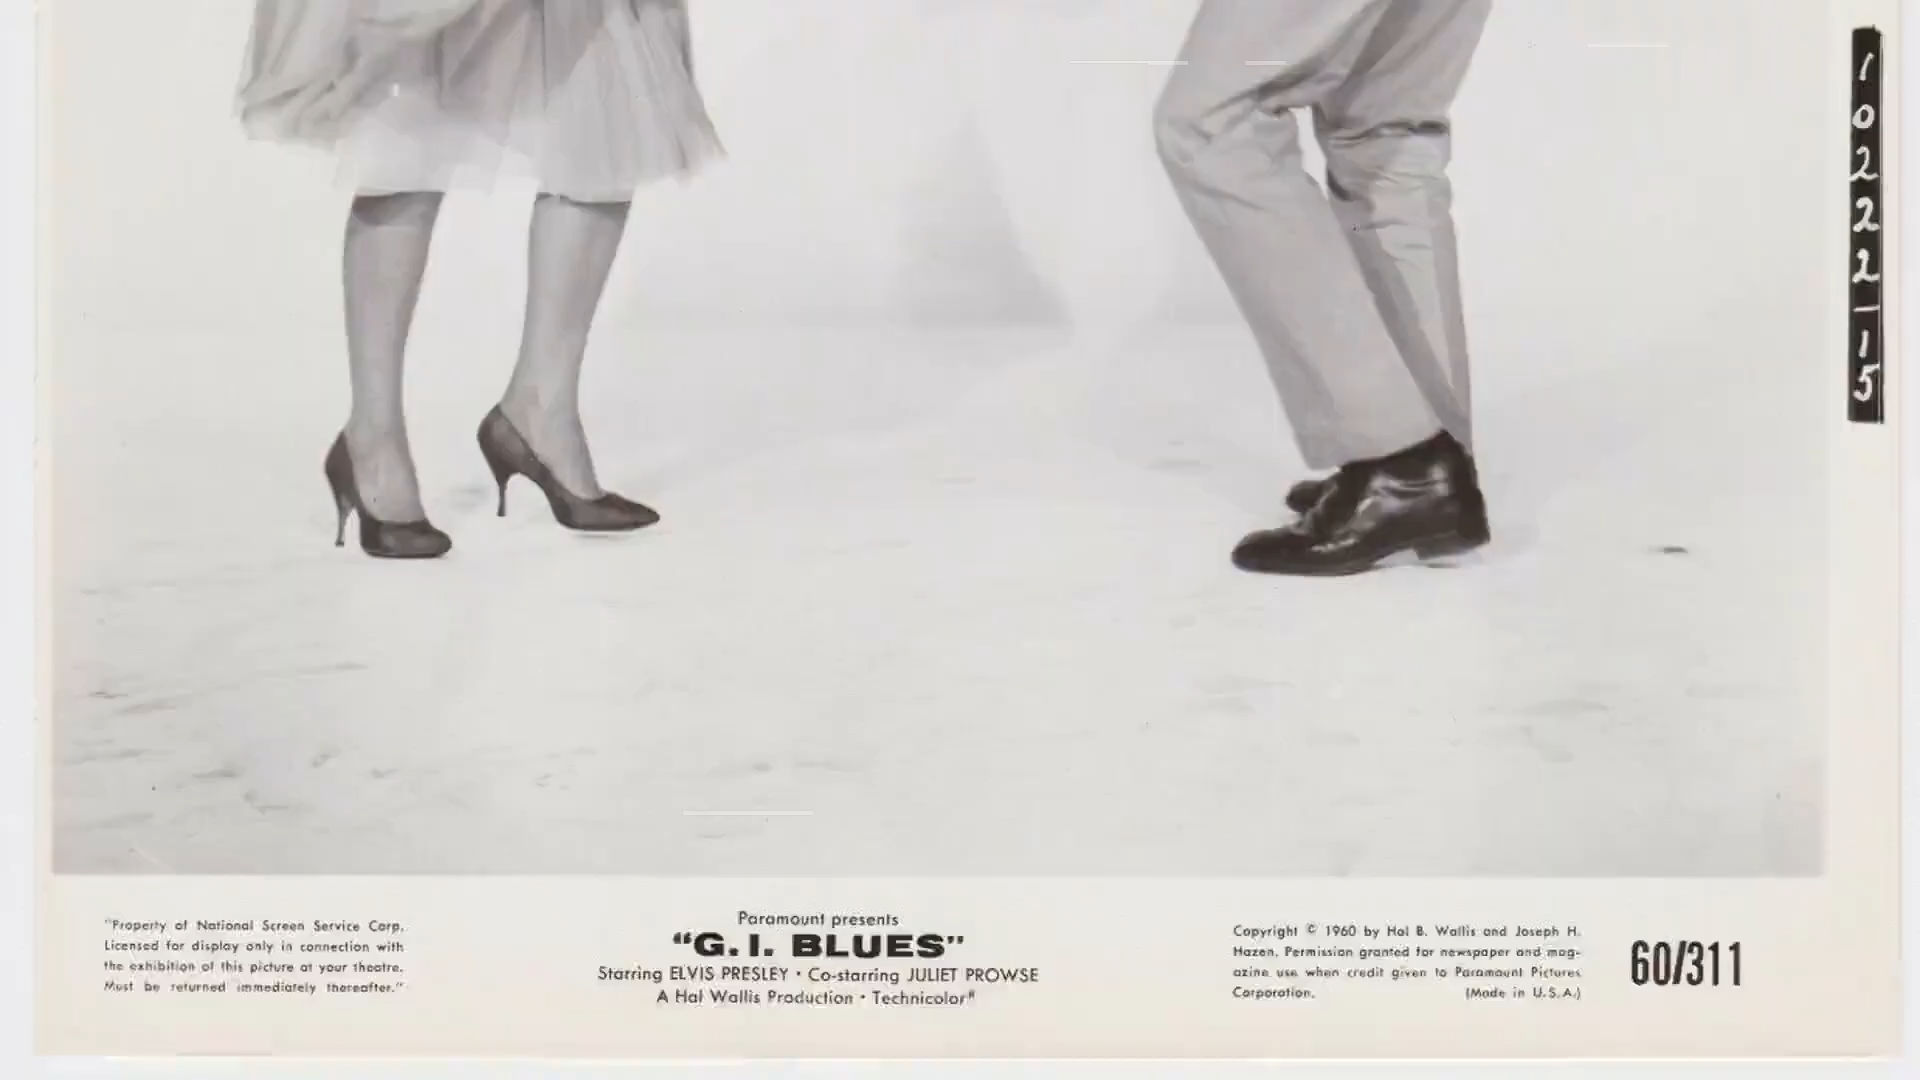 10222-15
"Property of National Screen Service Corp.
Licensed for display only in connection with
the exhibition of this picture at your theatre.
Must be returned immediately thereafter."
Paramount presents
"G. I. BLUES"
Starring ELVIS PRESLEY • Co-starring JULIET PROWSE
A Hal Wallis Production • Technicolor®
Copyright © 1960 by Hal B. Wallis and Joseph H.
Hazen. Permission granted for newspaper and mag-
azine use when credit given to Paramount Pictures
Corporation. (Made in U.S.A.)
60/311